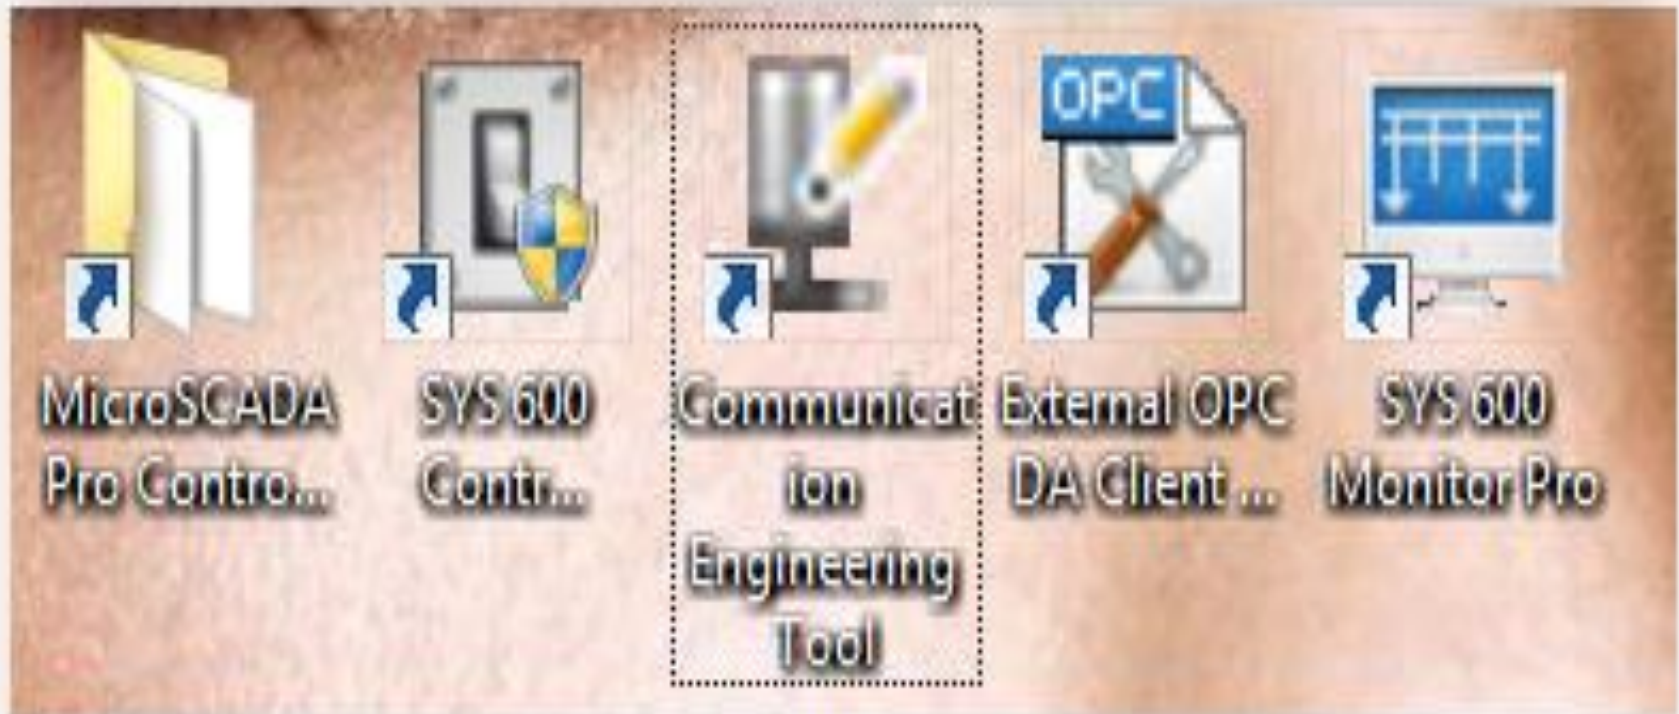 OPC
MicroSCADA
Pro Contro...
SYS 600
Contr...
Communicat
ion
Engineering
Tool
External OPC
DA Client ...
SYS 600
Monitor Pro